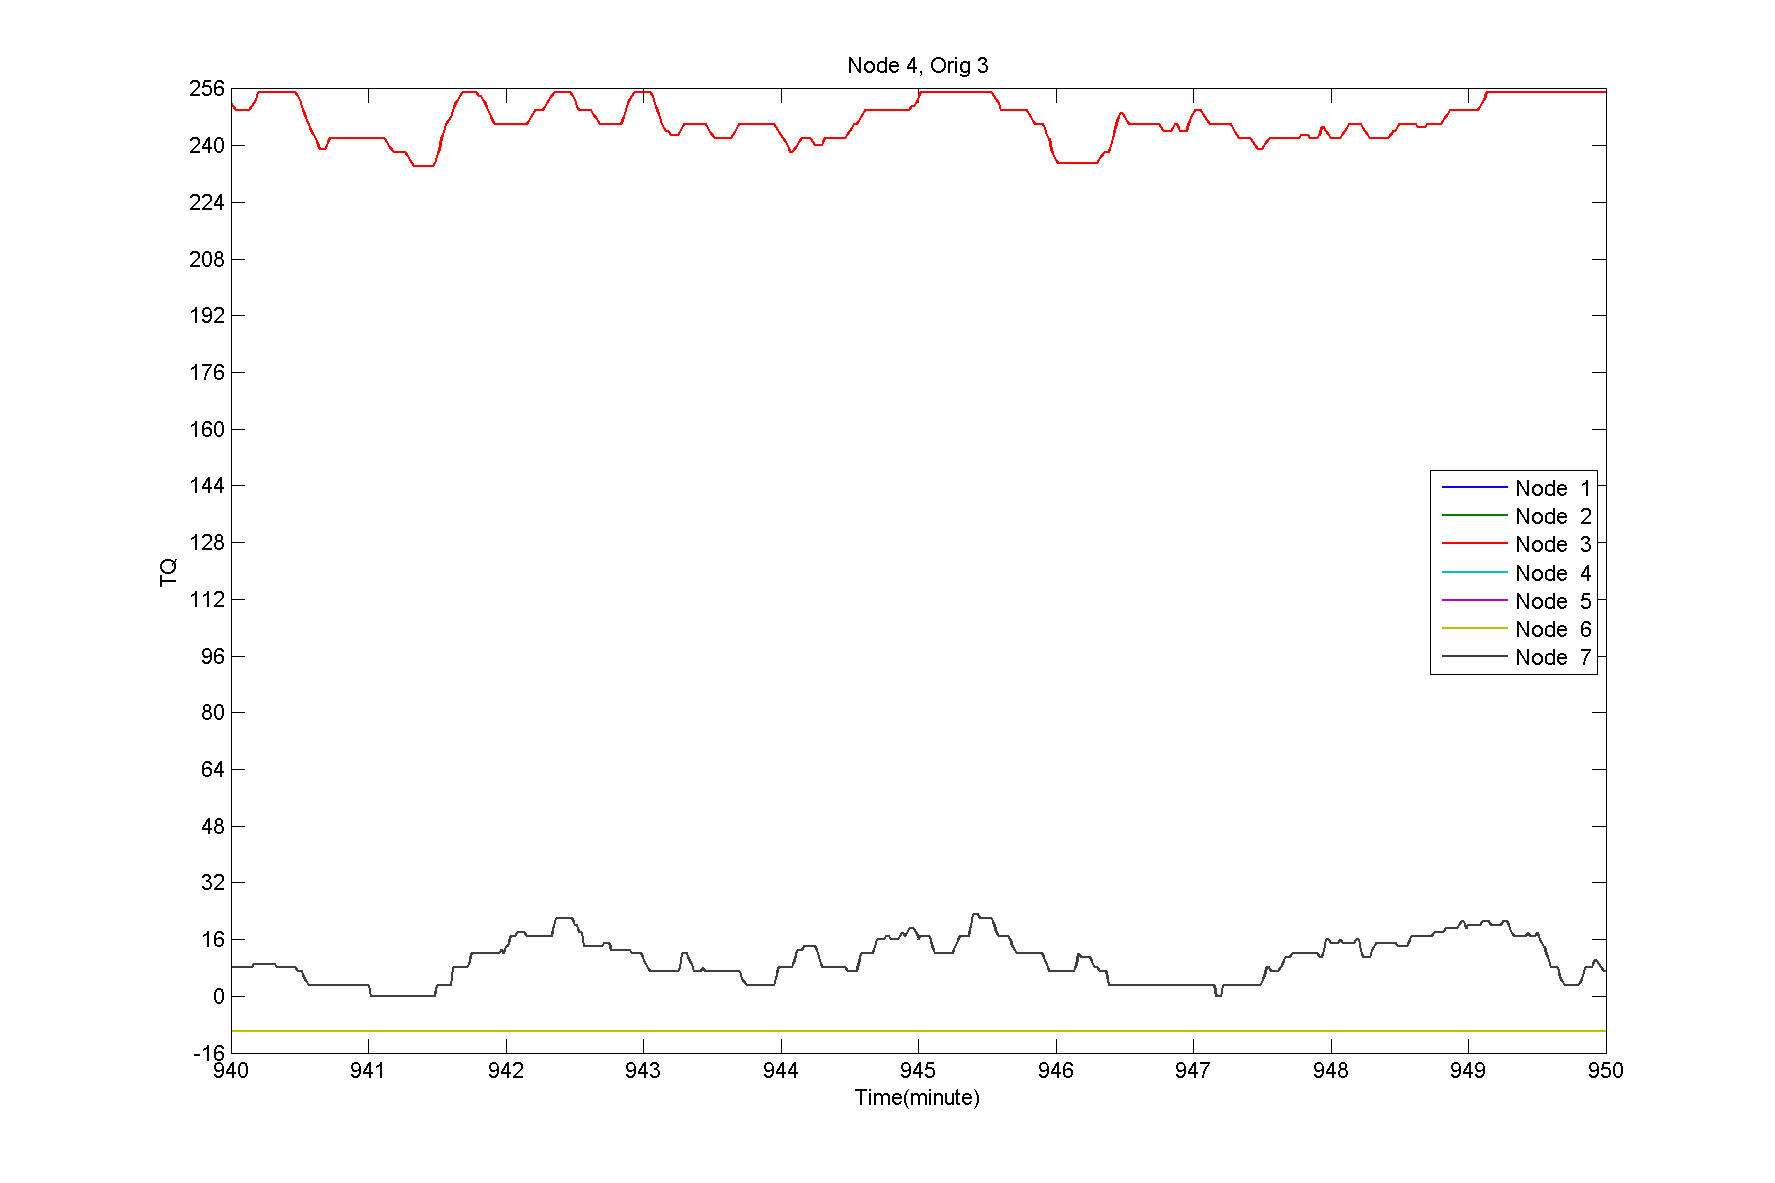 Node 4, Orig 3
256
240
224
208
192
176
160
144
128
112
96
80
64
48
32
16
0
-16
TQ
Node 1
Node 2
Node 3
Node 4
Node 5
Node 6
Node 7
940 941 942 943 944 945 946 947 948 949 950
Time(minute)